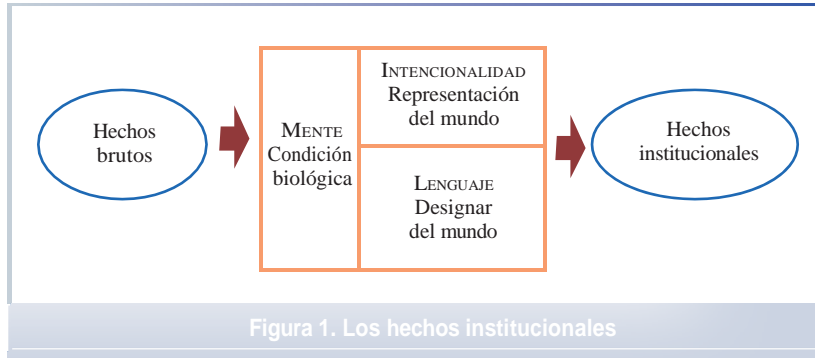 Hechos
brutos
MENTE
Condición
biológica
INTENCIONALIDAD
Representación
del mundo
LENGUAJE
Designar
del mundo
Hechos
institucionales
Figura 1. Los hechos institucionales